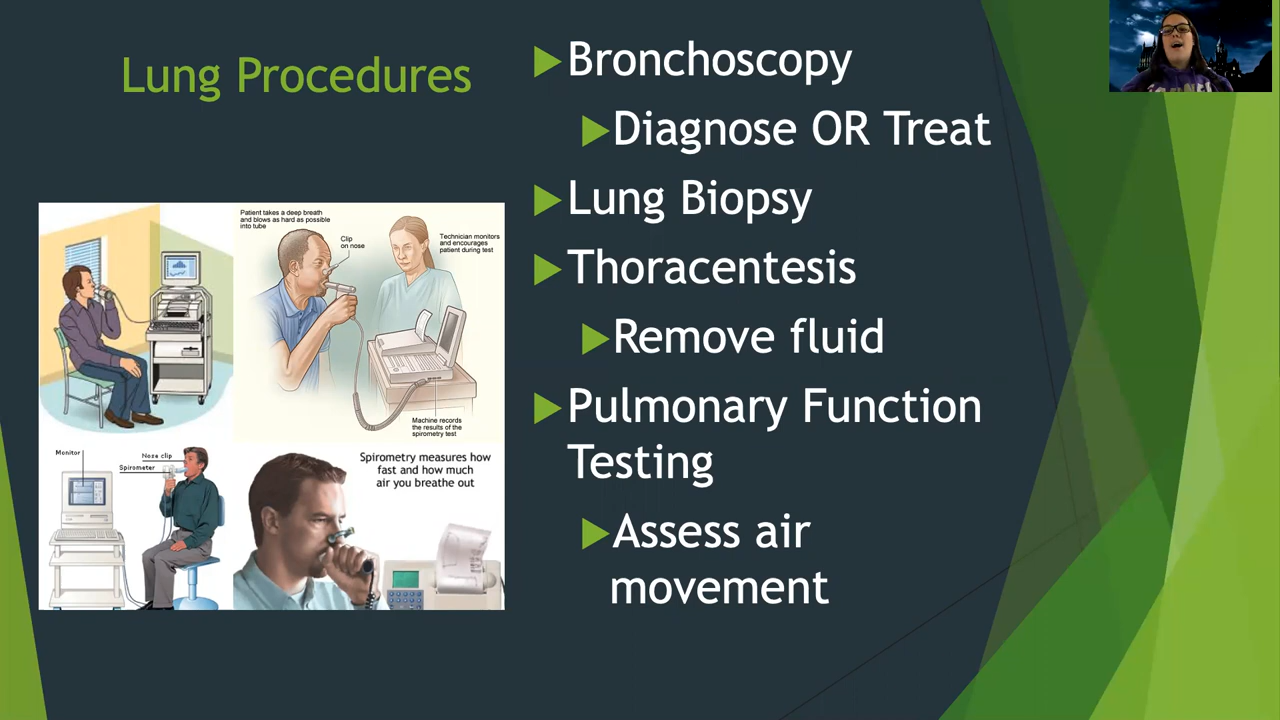 Lung Procedures
Bronchoscopy
Diagnose OR Treat
Lung Biopsy
Thoracentesis
Remove fluid
Pulmonary Function
Testing
Assess air
movement
Patient takes a deep breath
and blows as hard as possible
into tube
Clip
on nose
Technician monitors
and encourages
patient during test
Machine records
the results of the
spirometry test
Monitor
Nose clip
Spirometer
Spirometry measures how
fast and how much
air you breathe out